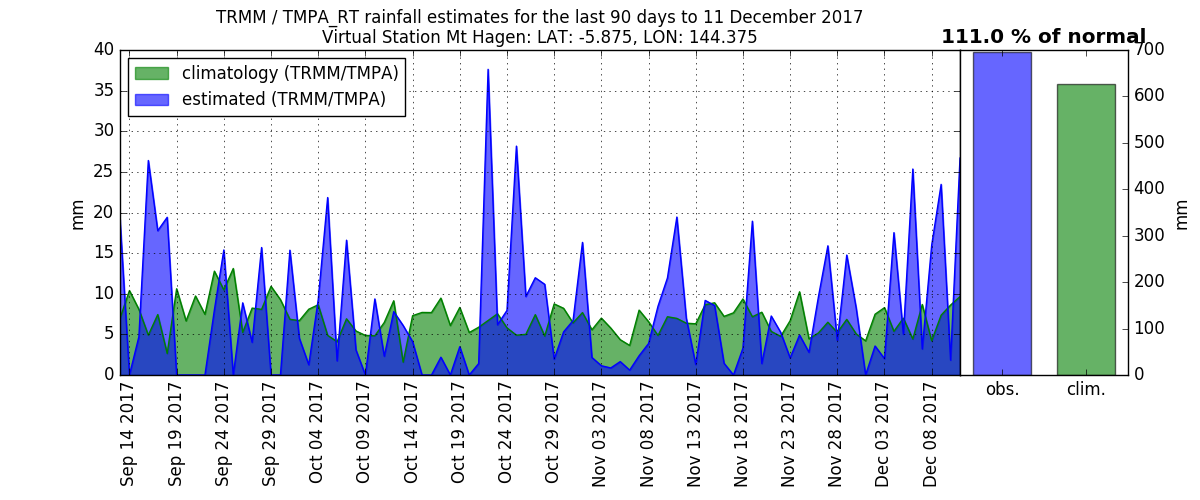 TRMM / TMPA_RT rainfall estimates for the last 90 days to 11 December 2017
Virtual Station Mt Hagen: LAT: -5.875, LON: 144.375
111.0 % of normal
climatology (TRMM/TMPA)
estimated (TRMM/TMPA)
mm
40
35
30
25
20
15
10
5
0
Sep 14 2017
Sep 19 2017
Sep 24 2017
Sep 29 2017
Oct 04 2017
Oct 09 2017
Oct 14 2017
Oct 19 2017
Oct 24 2017
Oct 29 2017
Nov 03 2017
Nov 08 2017
Nov 13 2017
Nov 18 2017
Nov 23 2017
Nov 28 2017
Dec 03 2017
Dec 08 2017
obs.
clim.
700
600
500
400
300
200
100
0
mm